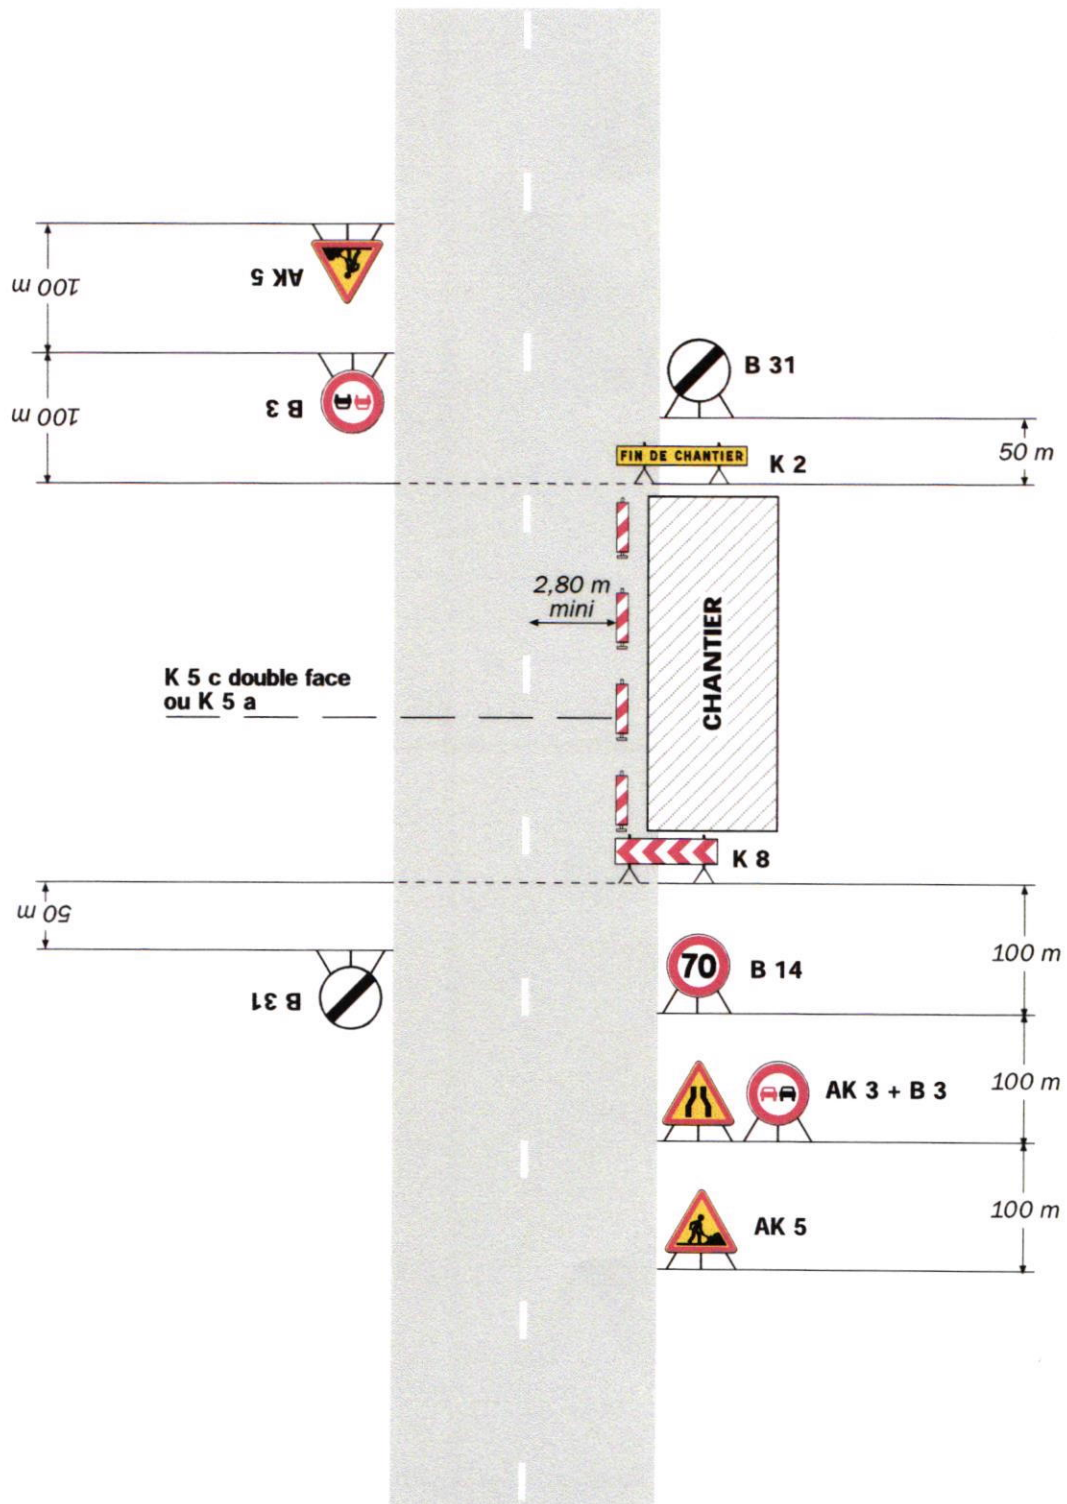 AK 5
100 m
B 3
100 m
B 31
FIN DE CHANTIER
K 2
50 m
2,80 m
mini
CHANTIER
K 5 c double face
ou K 5 a
K 8
50 m
B 31
70
B 14
100 m
AK 3 + B 3
100 m
AK 5
100 m